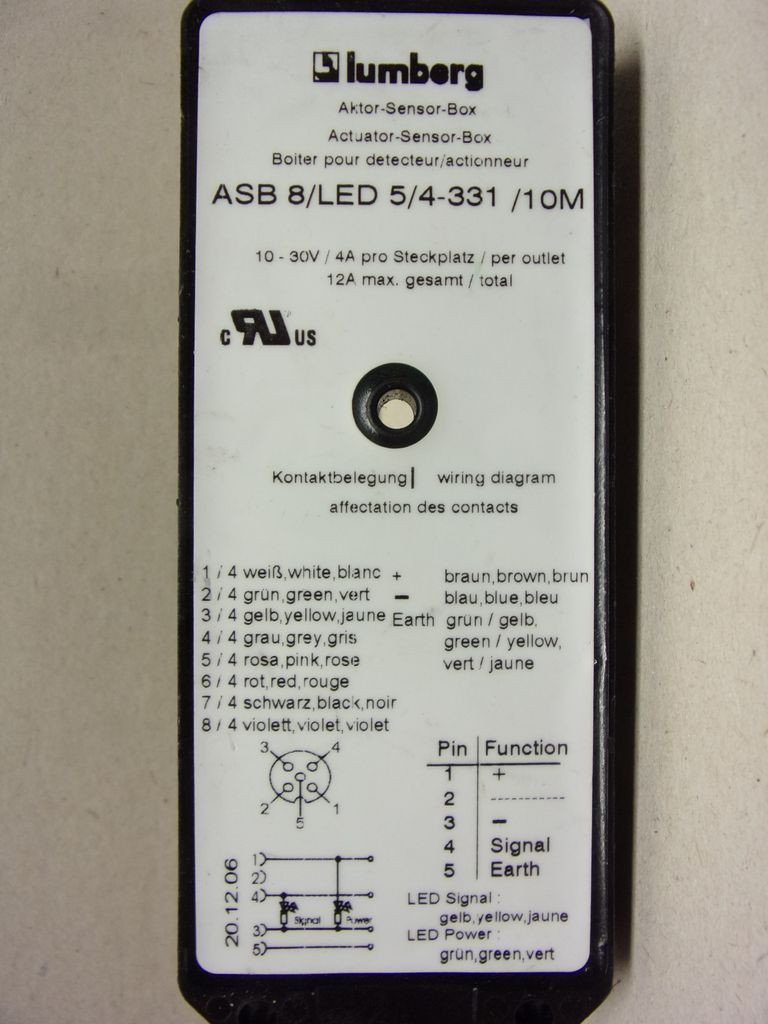 lumberg
Aktor-Sensor-Box
Actuator-Sensor-Box
Boiter pour detecteur/actionneur
ASB 8/LED 5/4-331 /10M
10 - 30V / 4A pro Steckplatz / per outlet
12A max. gesamt / total
c RU US
Kontaktbelegung | wiring diagram
affectation des contacts
1 / 4 weiß,white,blanc + braun,brown,brun
2 / 4 grün,green,vert − blau,blue,bleu
3 / 4 gelb,yellow,jaune Earth grün / gelb,
4 / 4 grau,grey,gris green / yellow,
5 / 4 rosa,pink,rose vert / jaune
6 / 4 rot,red,rouge
7 / 4 schwarz,black,noir
8 / 4 violett,violet,violet
3 4
2 1
5
Pin Function
1 +
2 ------------
3 −
4 Signal
5 Earth
20.12.06
1
2
4
Signal Power
3
5
LED Signal :
gelb,yellow,jaune
LED Power :
grün,green,vert